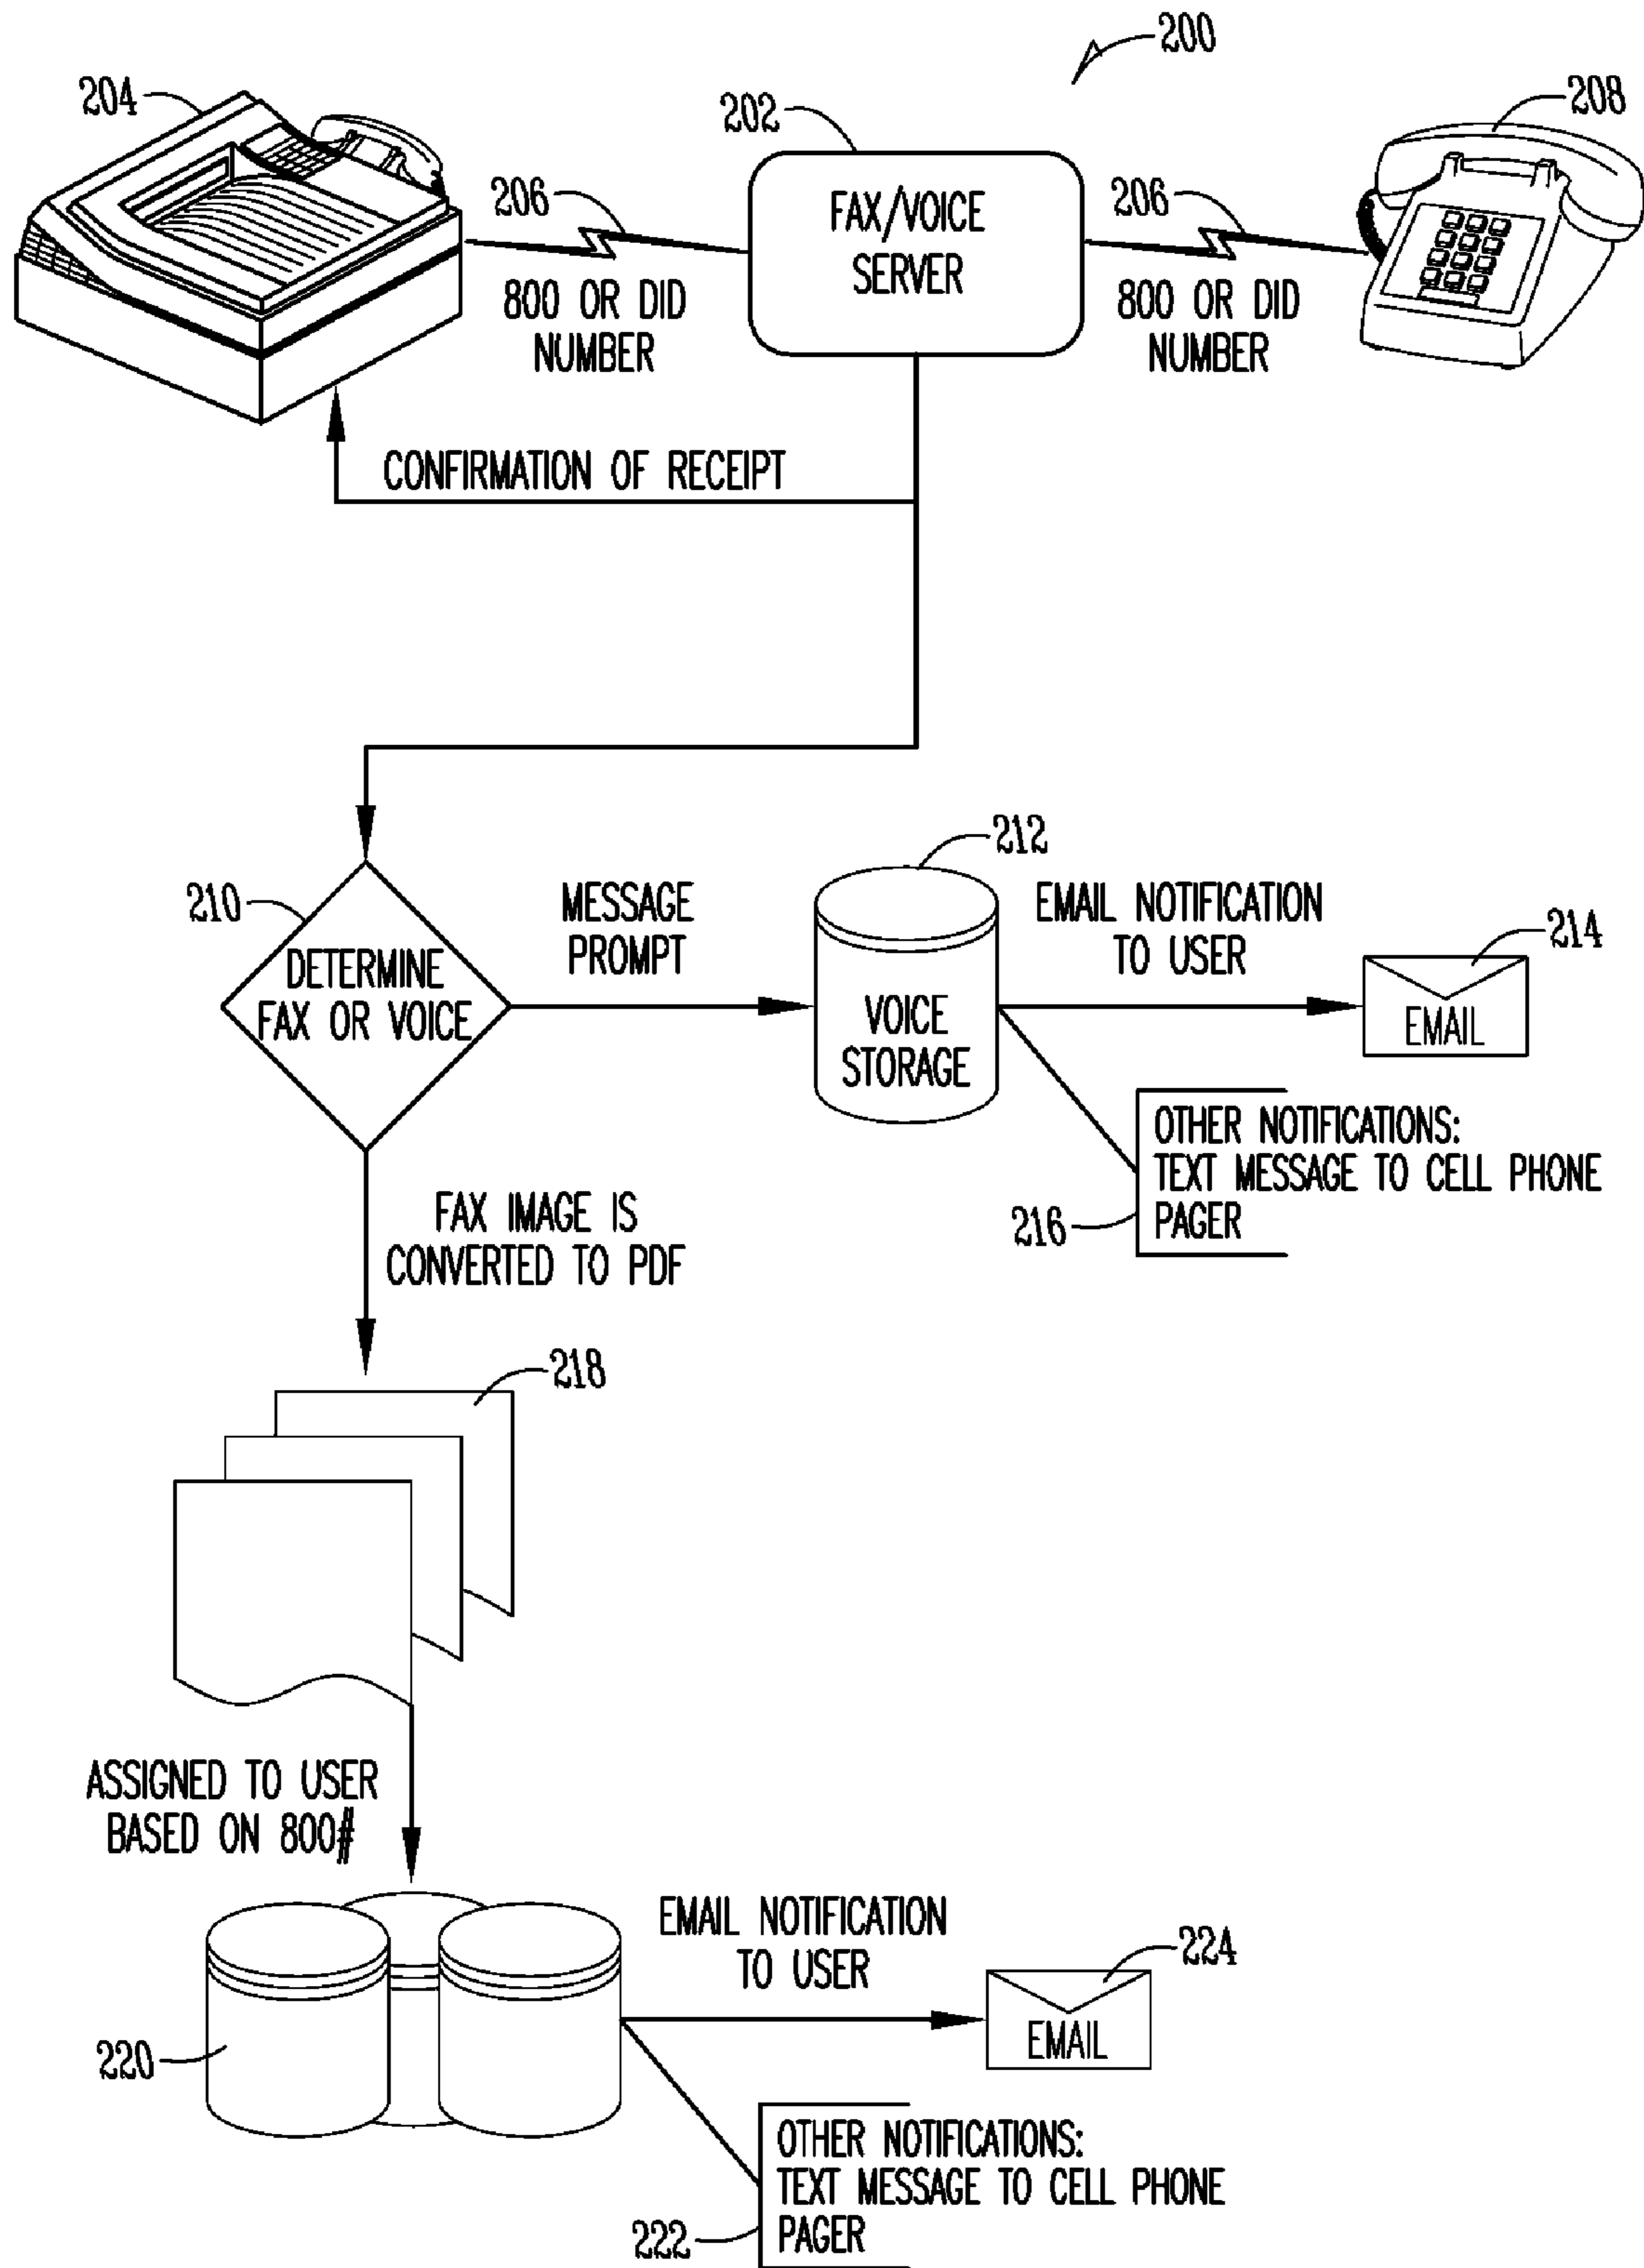 200
204
202
208
206
206
FAX/VOICE
SERVER
800 OR DID
NUMBER
800 OR DID
NUMBER
CONFIRMATION OF RECEIPT
212
210
MESSAGE
PROMPT
EMAIL NOTIFICATION
TO USER
214
DETERMINE
FAX OR VOICE
VOICE
STORAGE
EMAIL
OTHER NOTIFICATIONS:
TEXT MESSAGE TO CELL PHONE
PAGER
216
FAX IMAGE IS
CONVERTED TO PDF
218
ASSIGNED TO USER
BASED ON 800#
EMAIL NOTIFICATION
TO USER
224
EMAIL
220
OTHER NOTIFICATIONS:
TEXT MESSAGE TO CELL PHONE
PAGER
222